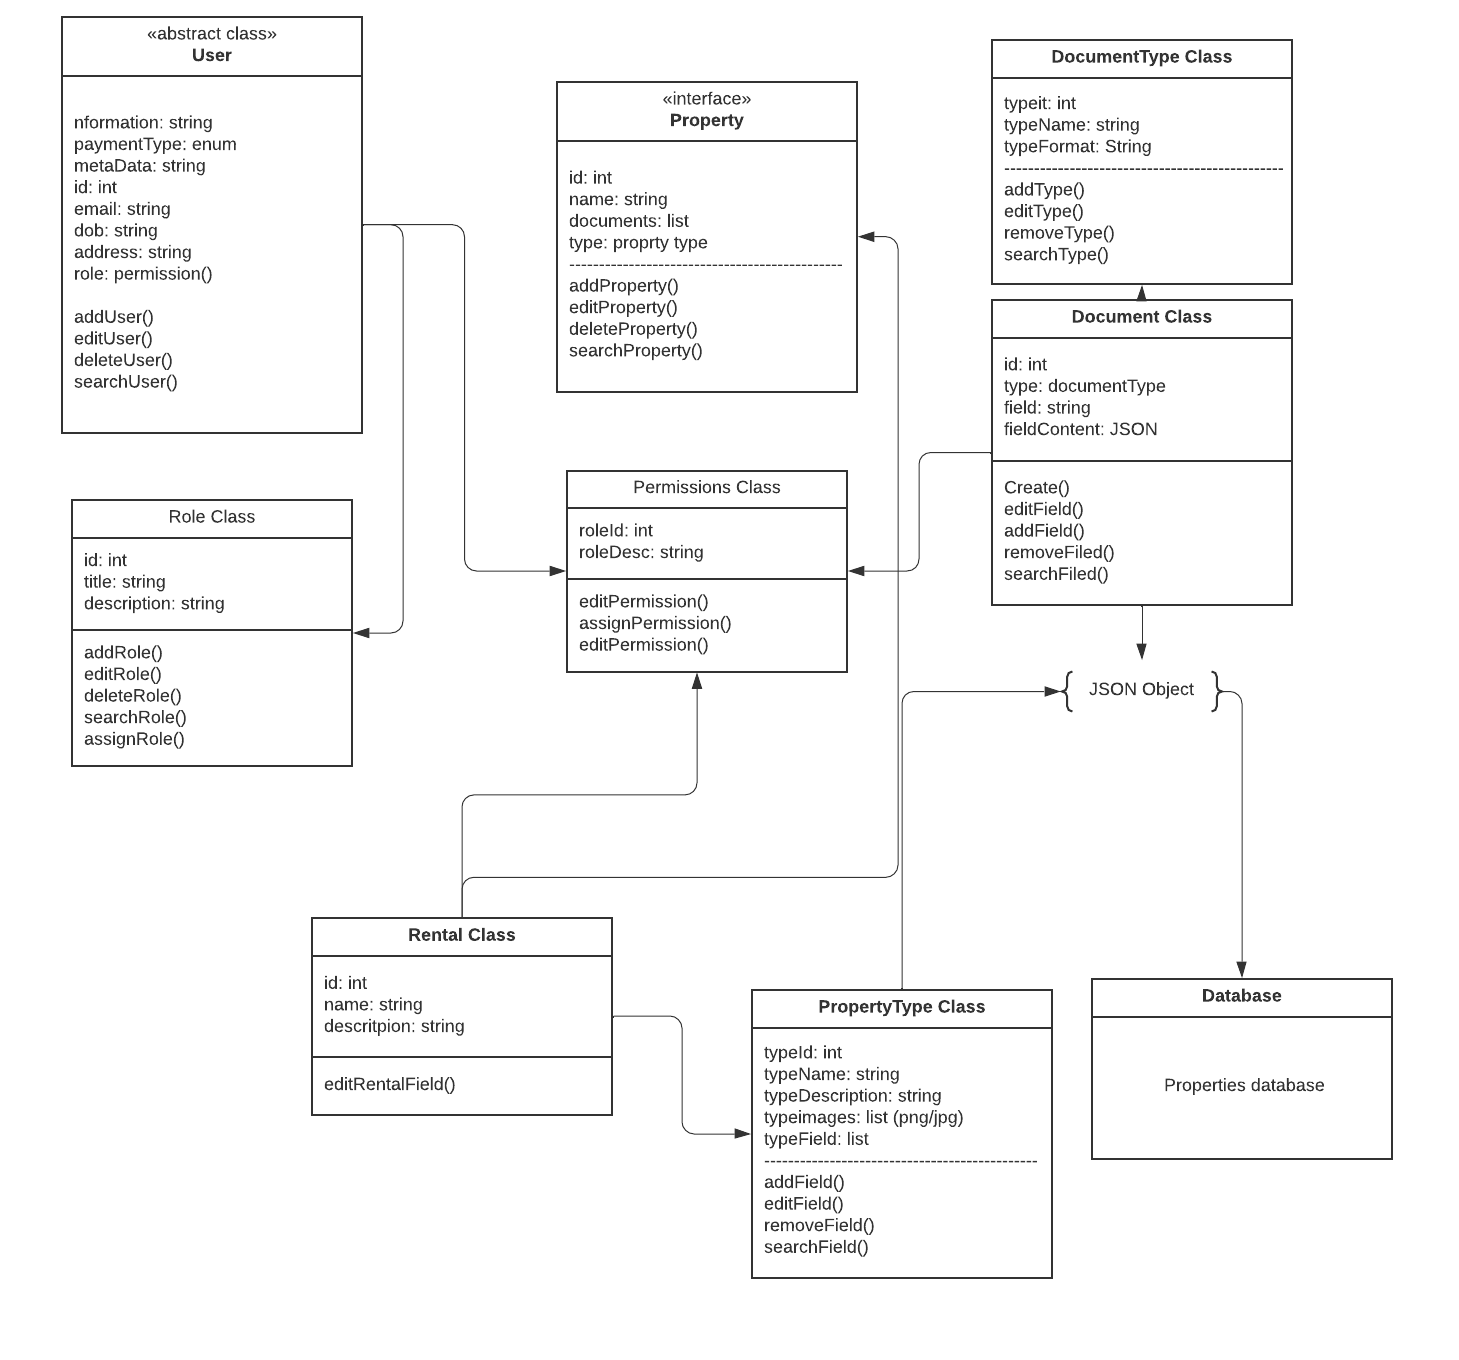 «abstract class»
User
nformation: string
paymentType: enum
metaData: string
id: int
email: string
dob: string
address: string
role: permission()
addUser()
editUser()
deleteUser()
searchUser()
«interface»
Property
id: int
name: string
documents: list
type: proprty type
----------------------------------------------
addProperty()
editProperty()
deleteProperty()
searchProperty()
DocumentType Class
typeit: int
typeName: string
typeFormat: String
-----------------------------------------------
addType()
editType()
removeType()
searchType()
Document Class
id: int
type: documentType
field: string
fieldContent: JSON
Create()
editField()
addField()
removeFiled()
searchFiled()
Role Class
id: int
title: string
description: string
addRole()
editRole()
deleteRole()
searchRole()
assignRole()
Permissions Class
roleId: int
roleDesc: string
editPermission()
assignPermission()
editPermission()
{ JSON Object }
Rental Class
id: int
name: string
descritpion: string
editRentalField()
PropertyType Class
typeId: int
typeName: string
typeDescription: string
typeimages: list (png/jpg)
typeField: list
----------------------------------------------
addField()
editField()
removeField()
searchField()
Database
Properties database